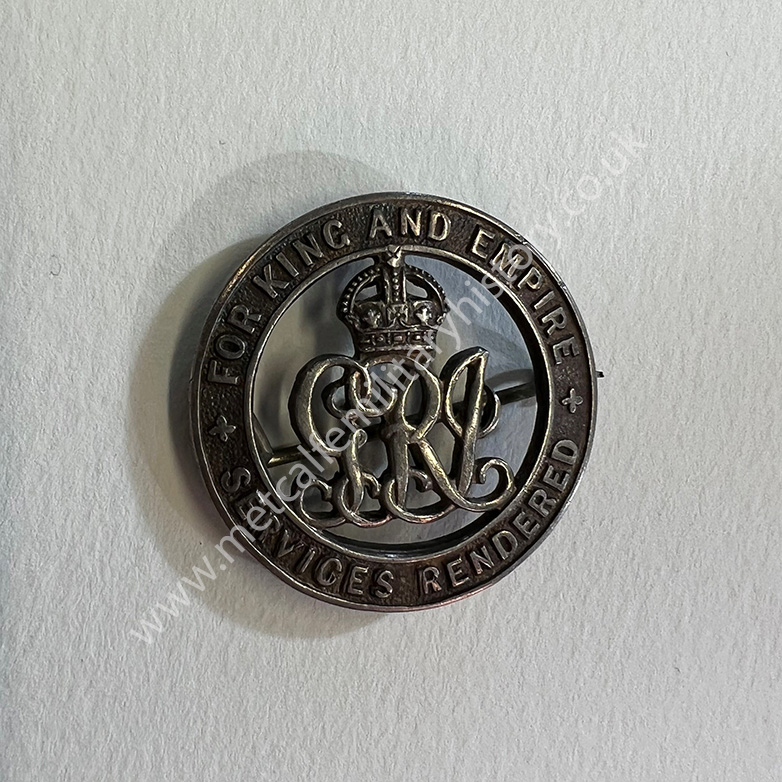 FOR KING AND EMPIRE
GRI
SERVICES RENDERED
www.metcalfemilitaryhistory.co.uk